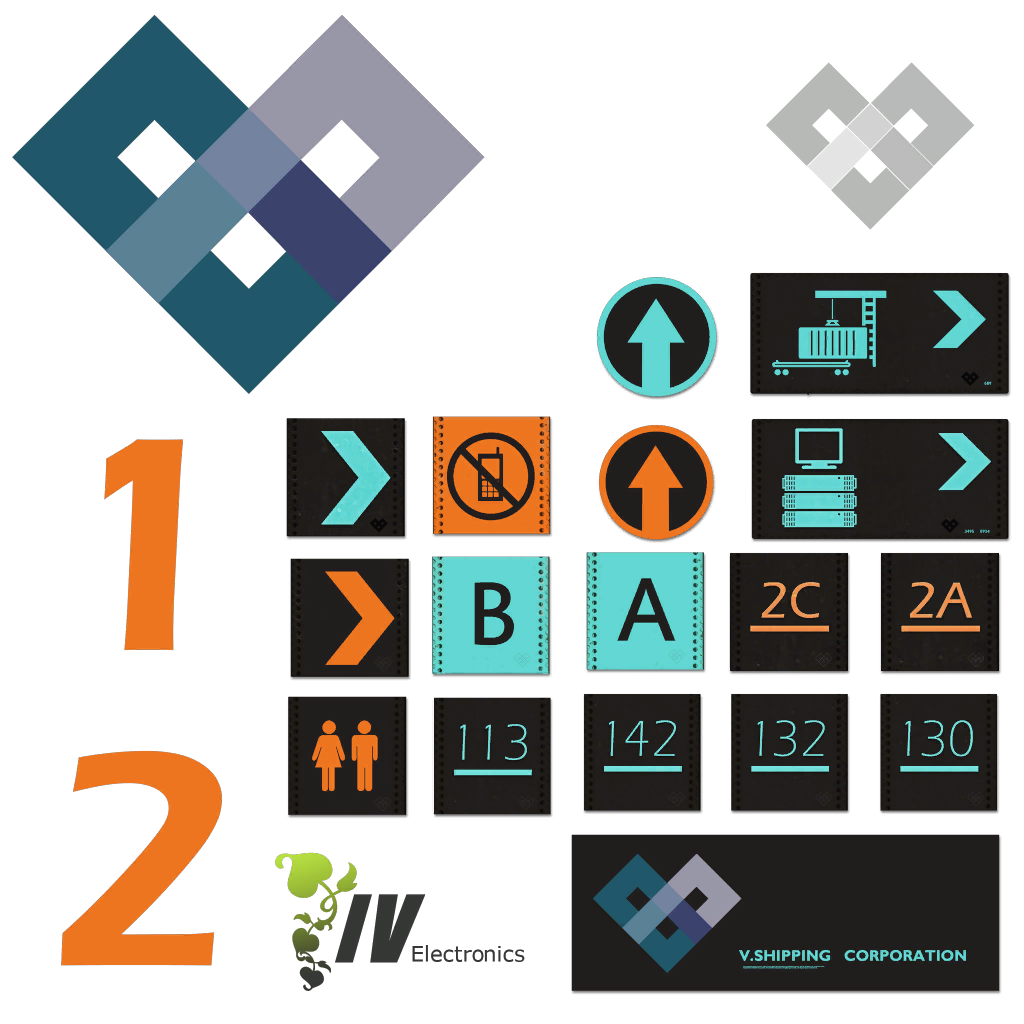 1
B
A
2C
2A
113
142
132
130
2
IV
Electronics
V.SHIPPING CORPORATION